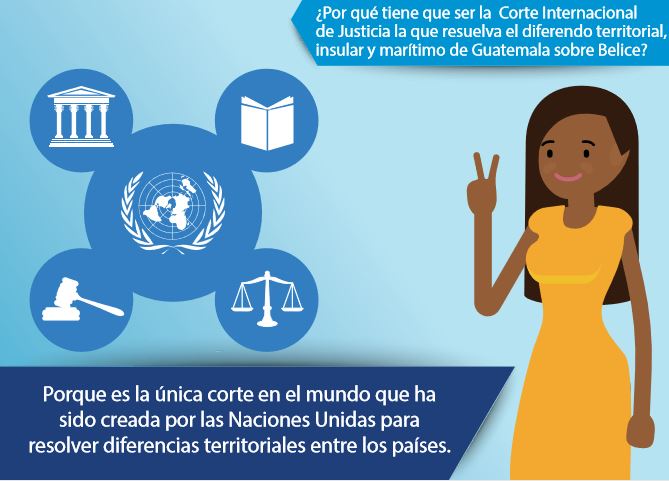 ¿Por qué tiene que ser la Corte Internacional
de Justicia la que resuelva el diferendo territorial,
insular y marítimo de Guatemala sobre Belice?
Porque es la única corte en el mundo que ha
sido creada por las Naciones Unidas para
resolver diferencias territoriales entre los países.